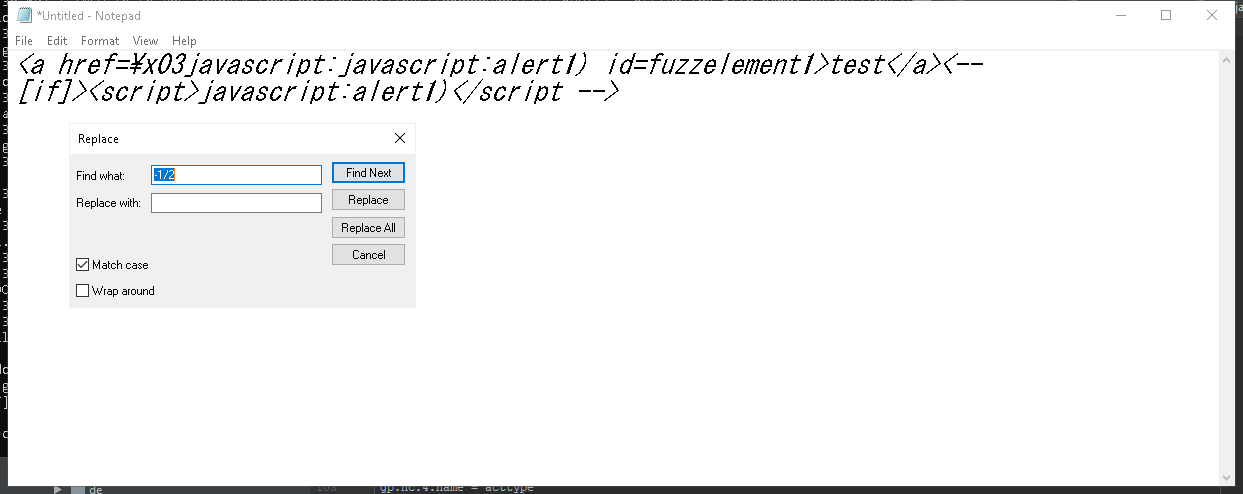 *Untitled - Notepad
File Edit Format View Help
<a href=¥x03javascript:javascript:alert1) id=fuzzelement1>test</a><--
[if]><script>javascript:alert1)</script -->
Replace
Find what: -1/2 Find Next
Replace with: Replace
Replace All
Cancel
Match case
Wrap around
de
gp.nc.4.name = acttype